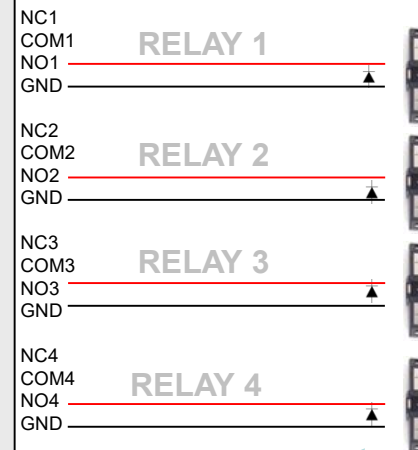 NC1
COM1
RELAY 1
NO1
GND
NC2
COM2
RELAY 2
NO2
GND
NC3
COM3
RELAY 3
NO3
GND
NC4
COM4
RELAY 4
NO4
GND